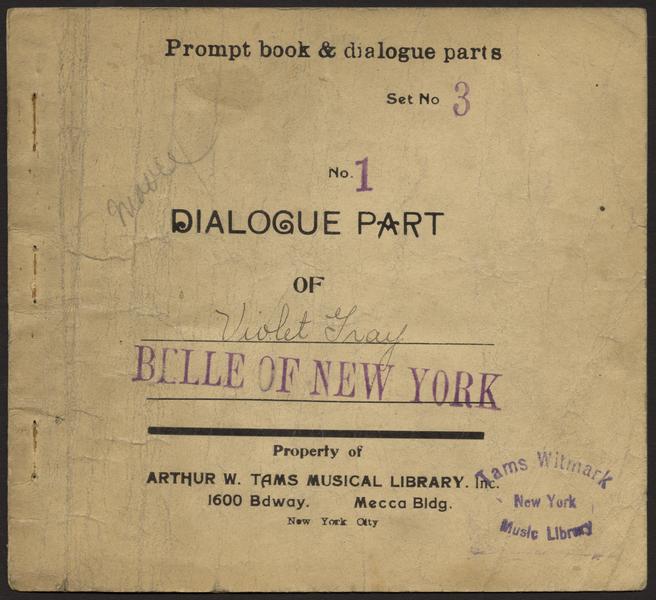 Prompt book & dialogue parts
Set No 3
No. 1
DIALOGUE PART
OF
Violet Gray
BELLE OF NEW YORK
Property of
ARTHUR W. TAMS MUSICAL LIBRARY. Inc.
1600 Bdway. Mecca Bldg.
New York City
Tams Witmark
New York
Music Library